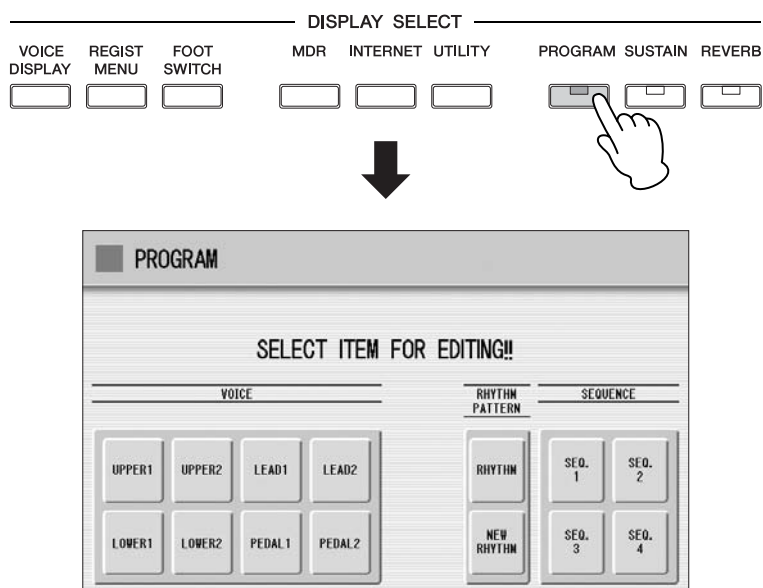 DISPLAY SELECT
VOICE DISPLAY
REGIST MENU
FOOT SWITCH
MDR
INTERNET
UTILITY
PROGRAM
SUSTAIN
REVERB
PROGRAM
SELECT ITEM FOR EDITING!!
VOICE
RHYTHM PATTERN
SEQUENCE
UPPER1
UPPER2
LEAD1
LEAD2
RHYTHM
SEQ. 1
SEQ. 2
LOWER1
LOWER2
PEDAL1
PEDAL2
NEW RHYTHM
SEQ. 3
SEQ. 4